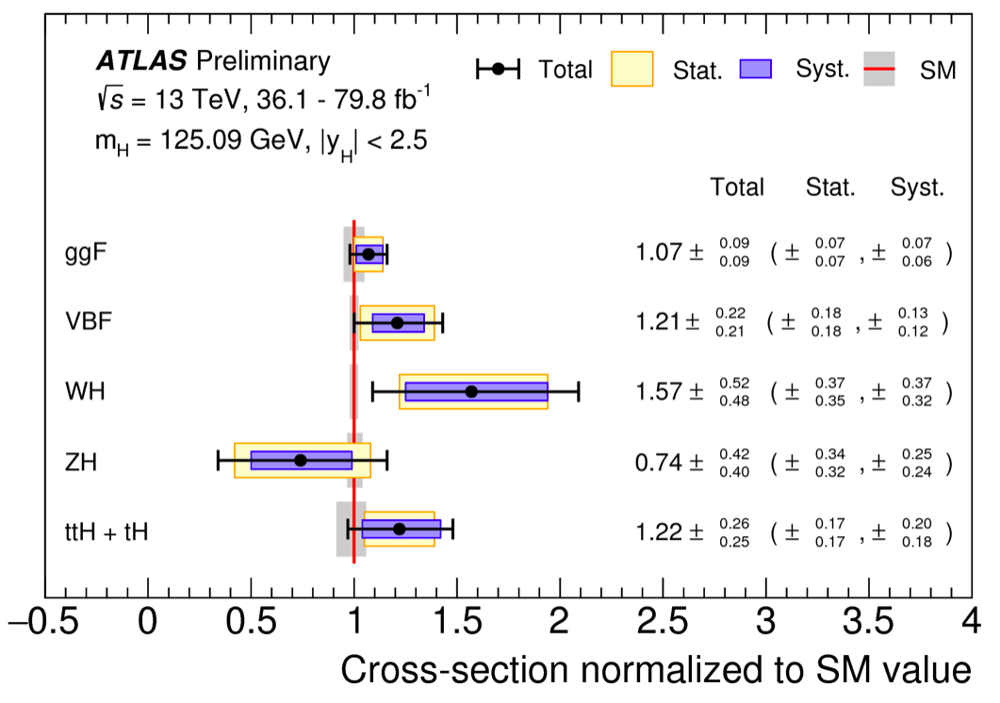 ATLAS Preliminary
√s = 13 TeV, 36.1 - 79.8 fb⁻¹
m_H = 125.09 GeV, |y_H| < 2.5
Total Stat. Syst. SM
Total Stat. Syst.
ggF 1.07 ± 0.09 0.09 ( ± 0.07 0.07 , ± 0.07 0.06 )
VBF 1.21 ± 0.22 0.21 ( ± 0.18 0.18 , ± 0.13 0.12 )
WH 1.57 ± 0.52 0.48 ( ± 0.37 0.35 , ± 0.37 0.32 )
ZH 0.74 ± 0.42 0.40 ( ± 0.34 0.32 , ± 0.25 0.24 )
ttH + tH 1.22 ± 0.26 0.25 ( ± 0.17 0.17 , ± 0.20 0.18 )
−0.5 0 0.5 1 1.5 2 2.5 3 3.5 4
Cross-section normalized to SM value